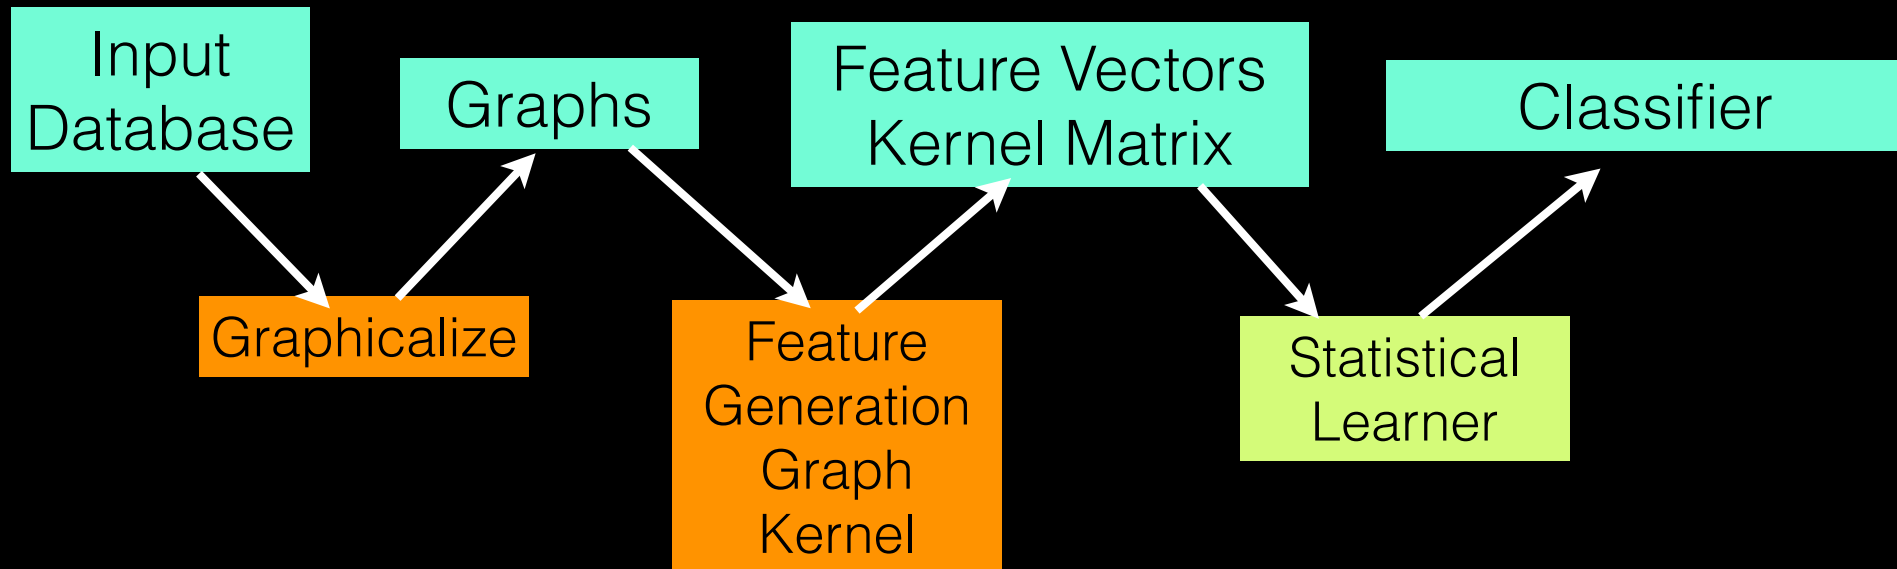 Input
Database
Graphs
Feature Vectors
Kernel Matrix
Classifier
Graphicalize
Feature
Generation
Graph
Kernel
Statistical
Learner